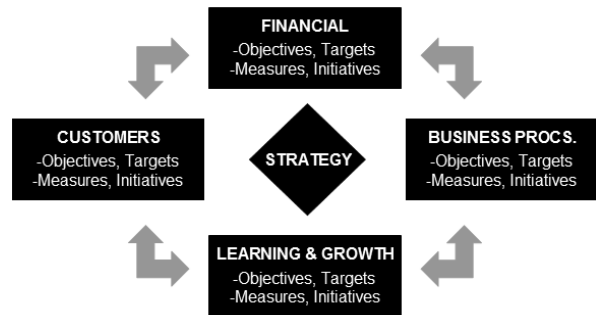 FINANCIAL
-Objectives, Targets
-Measures, Initiatives
CUSTOMERS
-Objectives, Targets
-Measures, Initiatives
STRATEGY
BUSINESS PROCS.
-Objectives, Targets
-Measures, Initiatives
LEARNING & GROWTH
-Objectives, Targets
-Measures, Initiatives